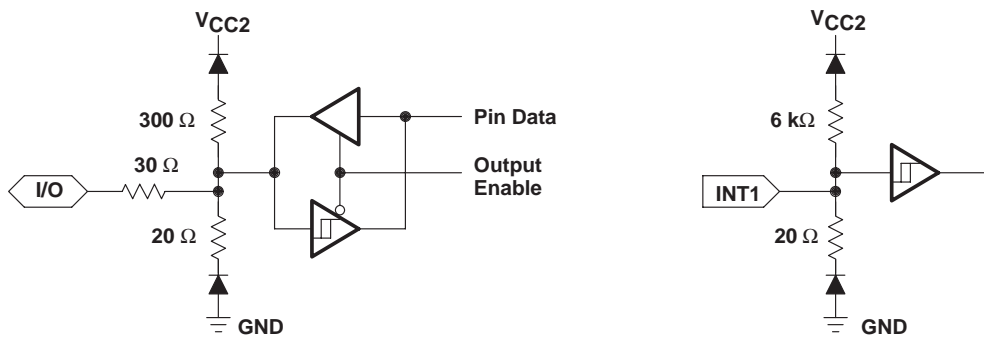 VCC2
300 Ω
30 Ω
I/O
20 Ω
GND
Pin Data
Output
Enable
VCC2
6 kΩ
INT1
20 Ω
GND